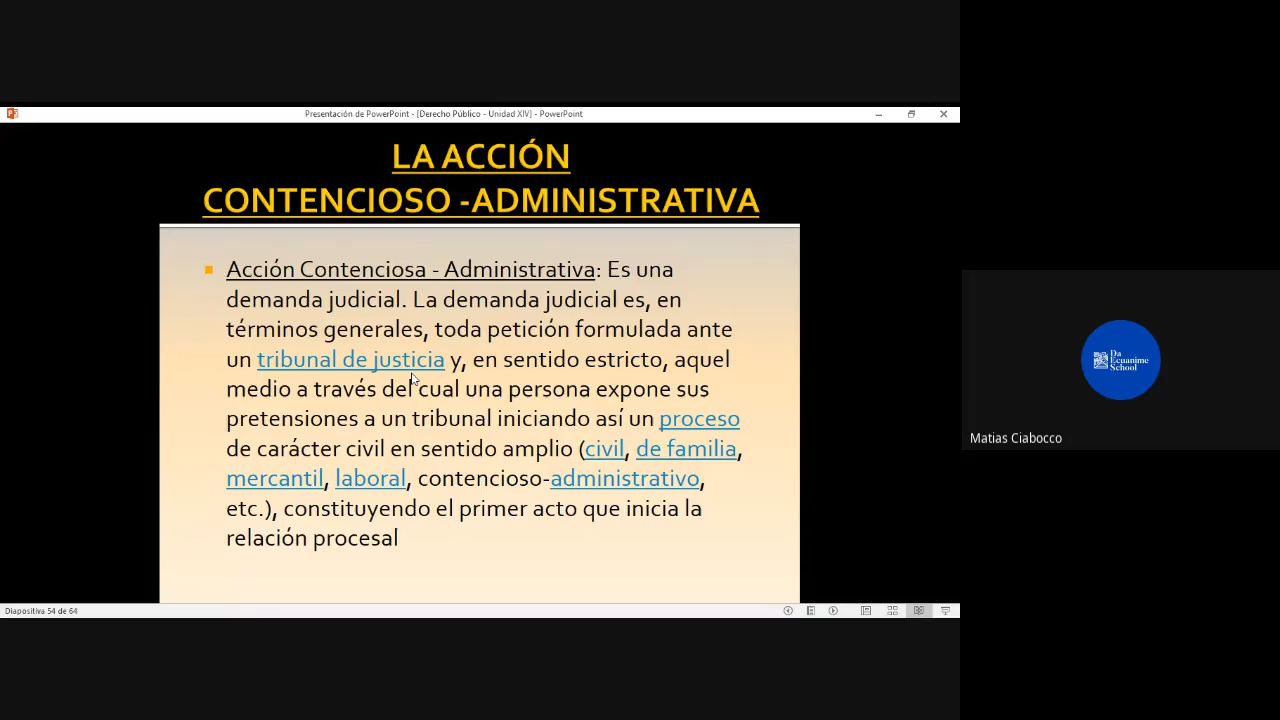 Presentación de PowerPoint - [Derecho Público - Unidad XIV] - PowerPoint
LA ACCIÓN
CONTENCIOSO -ADMINISTRATIVA
Acción Contenciosa - Administrativa: Es una
demanda judicial. La demanda judicial es, en
términos generales, toda petición formulada ante
un tribunal de justicia y, en sentido estricto, aquel
medio a través del cual una persona expone sus
pretensiones a un tribunal iniciando así un proceso
de carácter civil en sentido amplio (civil, de familia,
mercantil, laboral, contencioso-administrativo,
etc.), constituyendo el primer acto que inicia la
relación procesal
Diapositiva 54 de 64
Da
Ecuanime
School
Matias Ciabocco